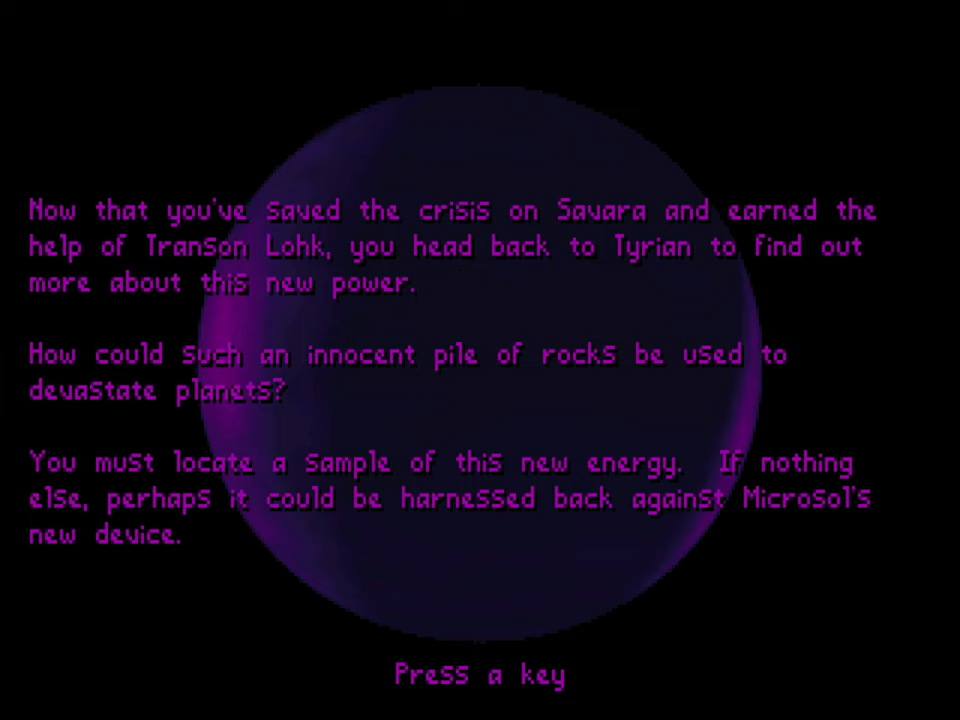 Now that you've saved the crisis on Savara and earned the
help of Transon Lohk, you head back to Tyrian to find out
more about this new power.
How could such an innocent pile of rocks be used to
devastate planets?
You must locate a sample of this new energy.  If nothing
else, perhaps it could be harnessed back against Microsol's
new device.
Press a key